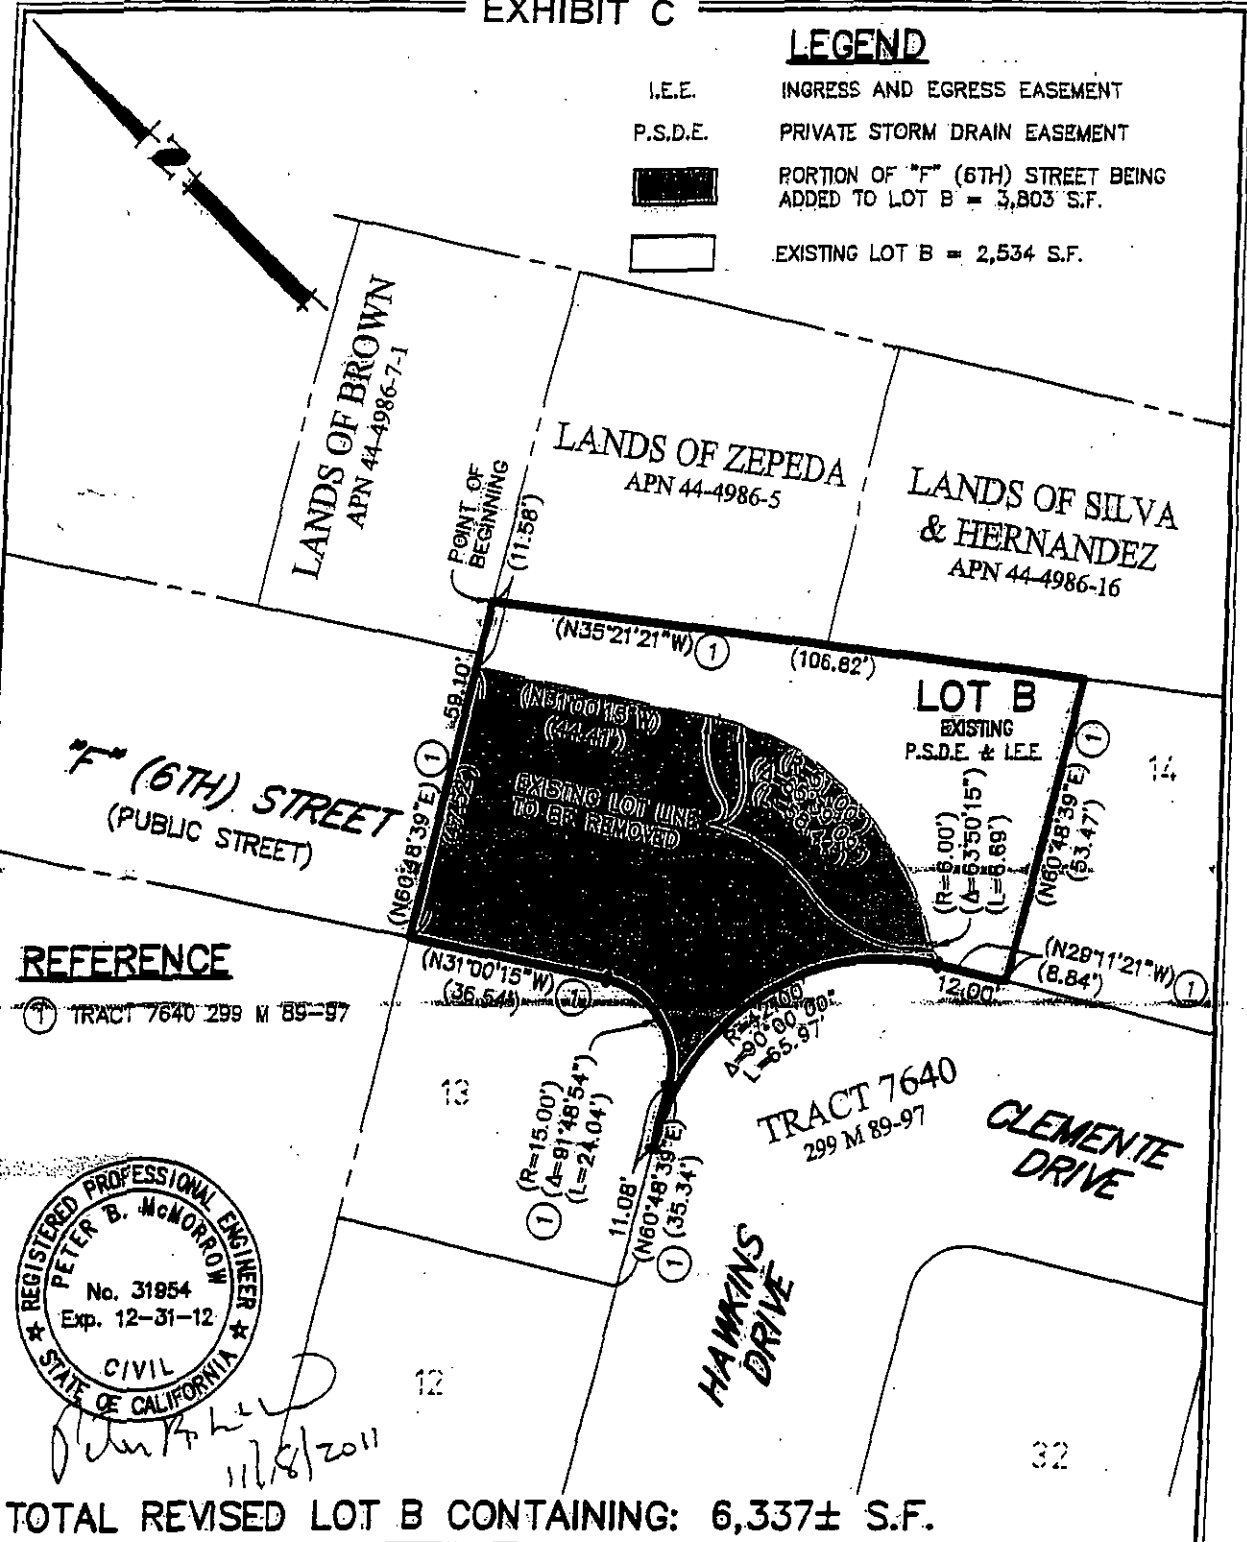 EXHIBIT C
LEGEND
I.E.E. INGRESS AND EGRESS EASEMENT
P.S.D.E. PRIVATE STORM DRAIN EASEMENT
PORTION OF "F" (6TH) STREET BEING
ADDED TO LOT B = 3,803 S.F.
EXISTING LOT B = 2,534 S.F.
LANDS OF BROWN
APN 44-4986-7-1
LANDS OF ZEPEDA
APN 44-4986-5
LANDS OF SILVA
& HERNANDEZ
APN 44-4986-16
POINT OF
BEGINNING
(11.58')
(N35°21'21"W) 1
(106.82')
LOT B
EXISTING
P.S.D.E. & I.E.E.
(N60°48'39"E) 1
(53.47')
14
"F" (6TH) STREET
(PUBLIC STREET)
(N60°48'39"E) 1 59.10'
(47.52')
(N31°00'15"W)
(44.41')
EXISTING LOT LINE
TO BE REMOVED
(R=6.00')
(Δ=63°50'15")
(L=6.69')
(N29°11'21"W) 1
(8.84')
12.00'
(N31°00'15"W) 1
(36.54')
R=42.00'
Δ=90°00'00"
L=65.97'
REFERENCE
1 TRACT 7640 299 M 89-97
13
(R=15.00')
1 (Δ=91°48'54")
(L=24.04')
11.08'
(N60°48'39"E)
1 (35.34')
TRACT 7640
299 M 89-97
CLEMENTE
DRIVE
HAWKINS
DRIVE
REGISTERED PROFESSIONAL ENGINEER
PETER B. McMORROW
No. 31954
Exp. 12-31-12
CIVIL
STATE OF CALIFORNIA
11/8/2011
12
32
TOTAL REVISED LOT B CONTAINING: 6,337± S.F.